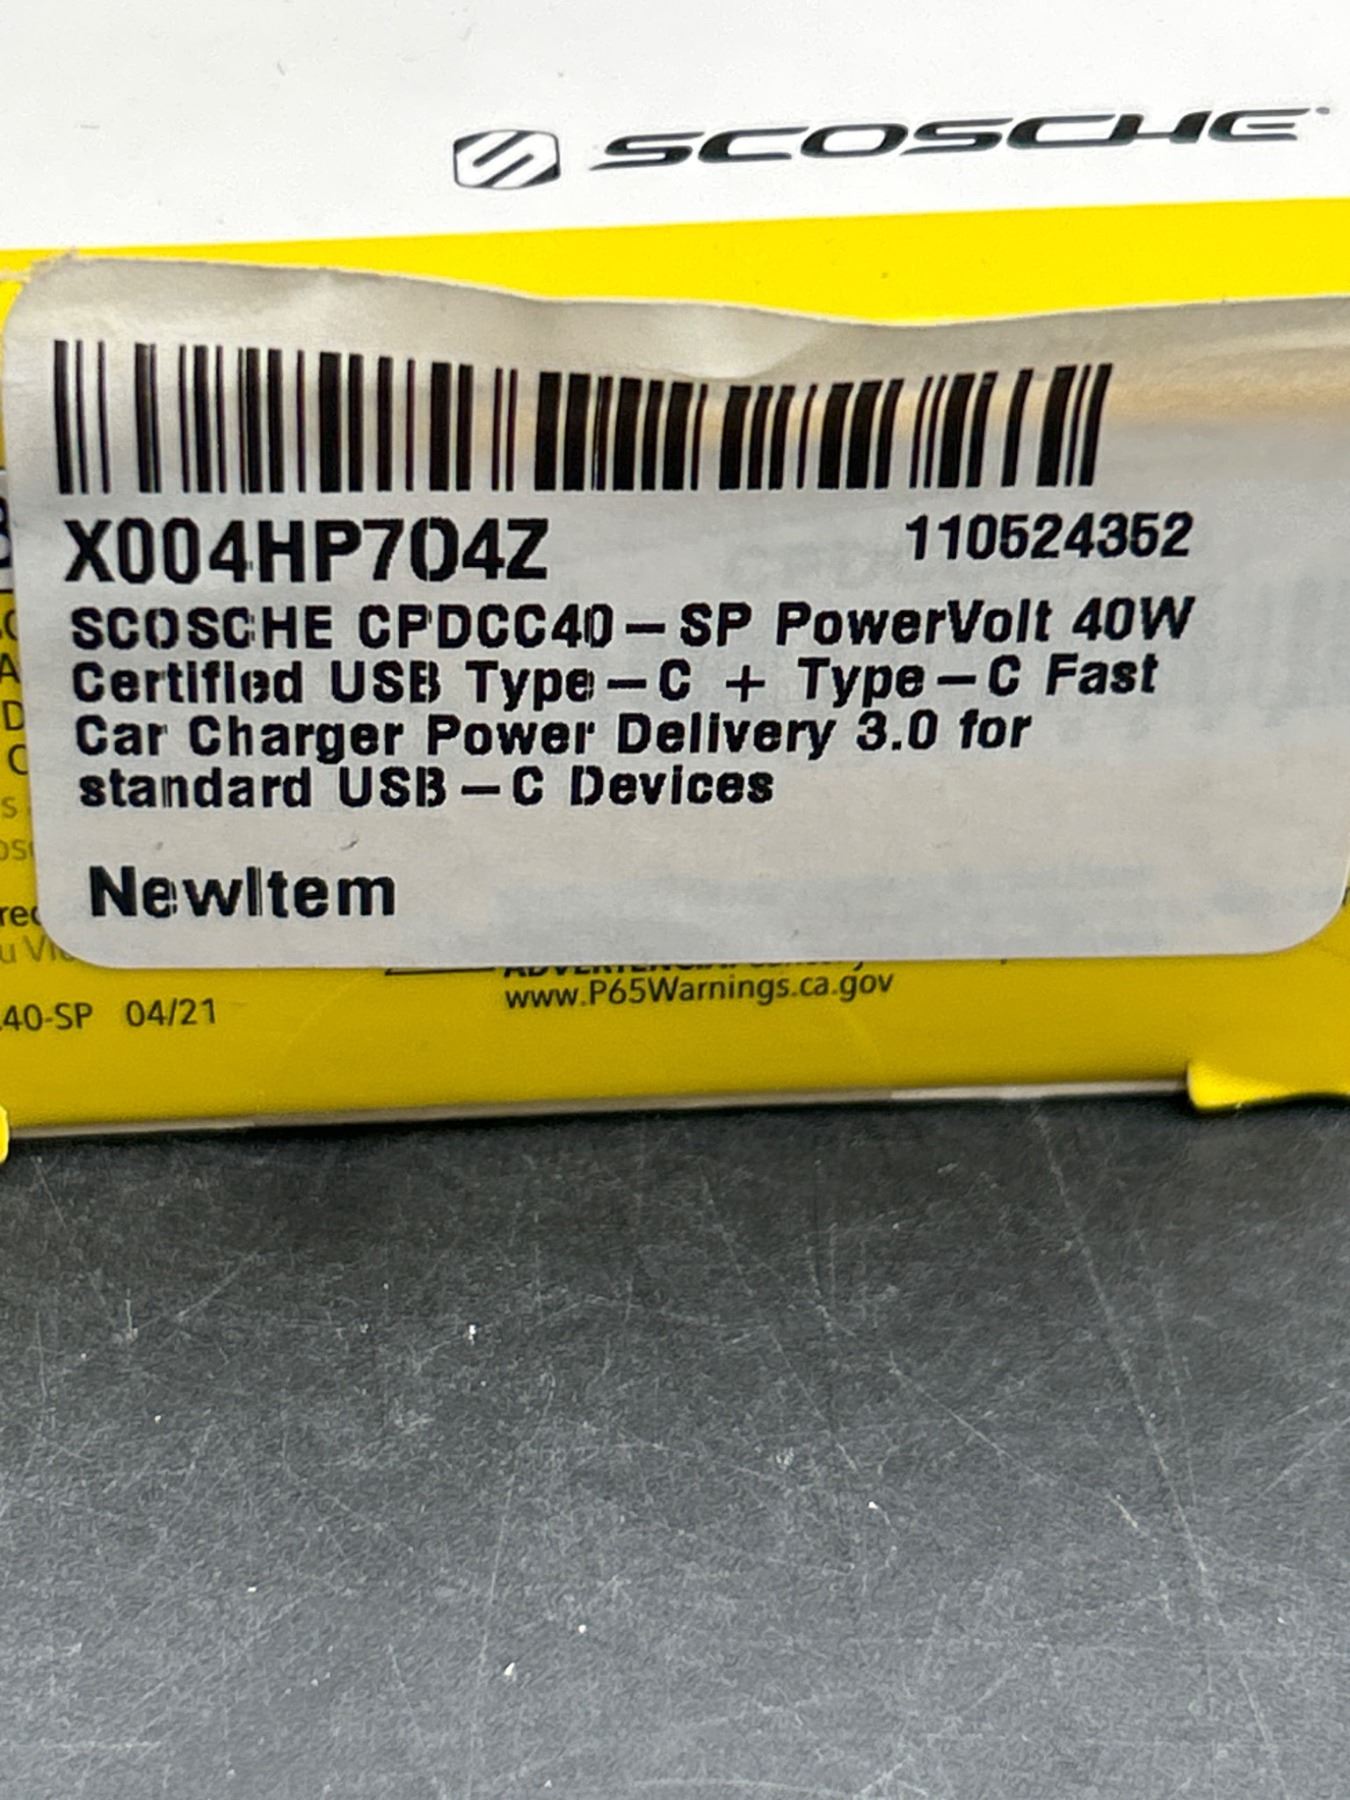 SCOSCHE
X004HP7O4Z
110524352
SCOSCHE CPDCC40-SP PowerVolt 40W
Certified USB Type-C + Type-C Fast
Car Charger Power Delivery 3.0 for
standard USB-C Devices
NewItem
www.P65Warnings.ca.gov
40-SP 04/21